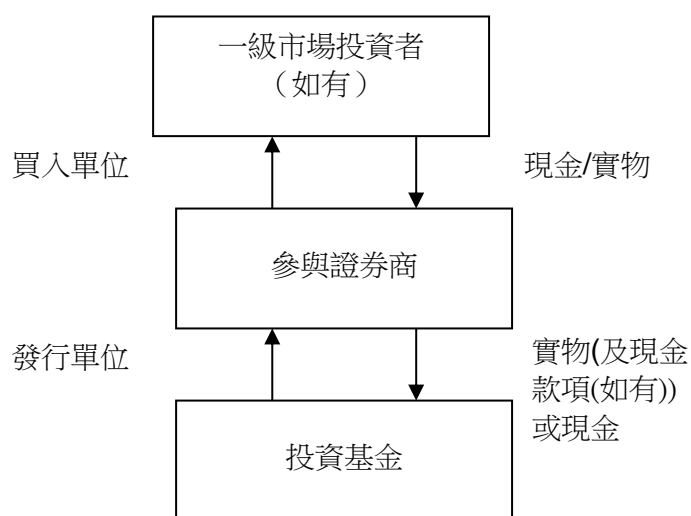 一級市場投資者
（如有）
買入單位
現金/實物
參與證券商
發行單位
實物(及現金
款項(如有))
或現金
投資基金